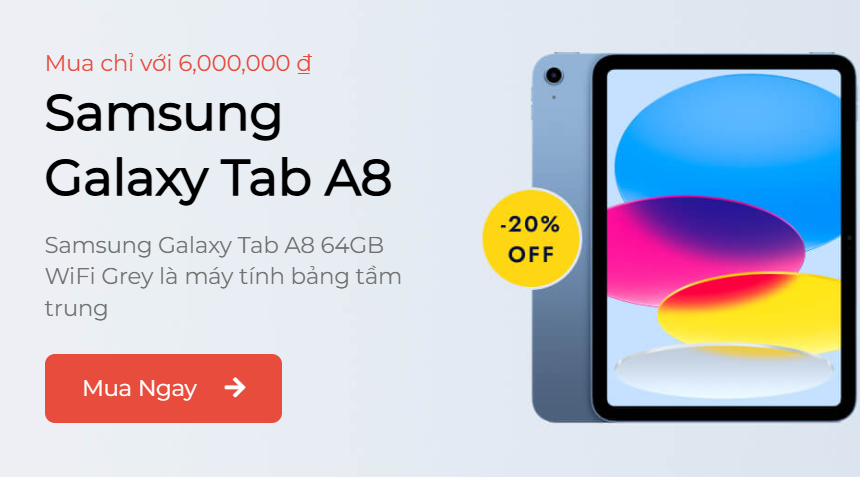 Mua chỉ với 6,000,000 ₫
Samsung
Galaxy Tab A8
Samsung Galaxy Tab A8 64GB
WiFi Grey là máy tính bảng tầm
trung
Mua Ngay
-20%
OFF